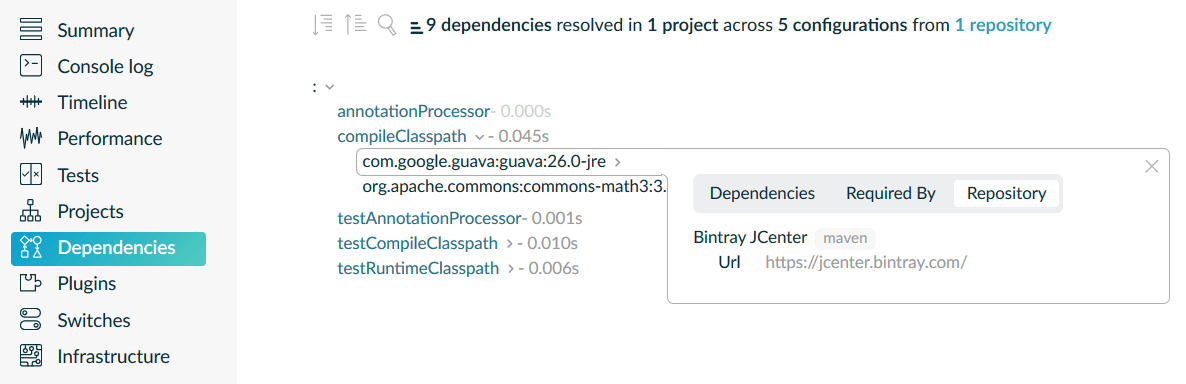 Summary
Console log
Timeline
Performance
Tests
Projects
Dependencies
Plugins
Switches
Infrastructure
9 dependencies resolved in 1 project across 5 configurations from 1 repository
:
annotationProcessor- 0.000s
compileClasspath - 0.045s
com.google.guava:guava:26.0-jre
org.apache.commons:commons-math3:3.
testAnnotationProcessor- 0.001s
testCompileClasspath - 0.010s
testRuntimeClasspath - 0.006s
Dependencies Required By Repository
Bintray JCenter maven
Url https://jcenter.bintray.com/